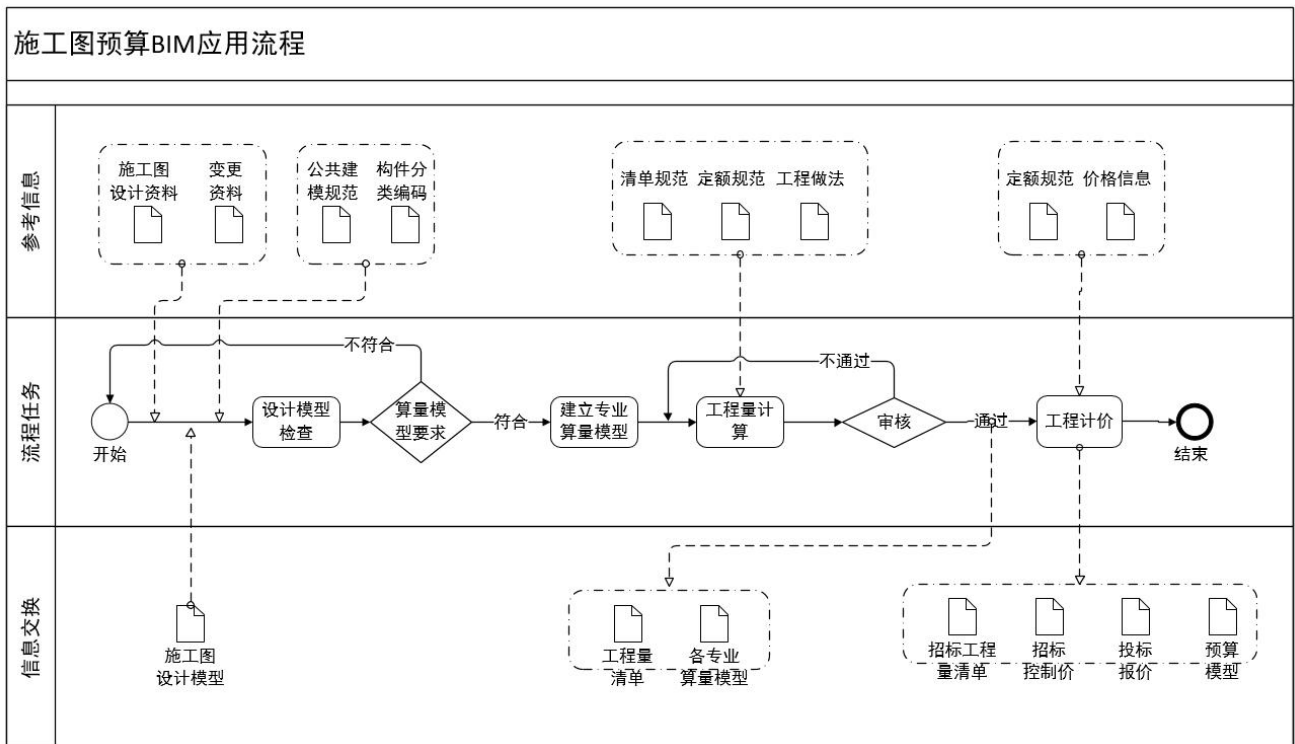 施工图预算BIM应用流程
参考信息
施工图
设计资料
变更
资料
公共建
模规范
构件分
类编码
清单规范
定额规范
工程做法
定额规范
价格信息
流程任务
不符合
不通过
开始
设计模型
检查
算量模
型要求
符合
建立专业
算量模型
工程量计
算
审核
通过
工程计价
结束
信息交换
施工图
设计模型
工程量
清单
各专业
算量模型
招标工程
量清单
招标
控制价
投标
报价
预算
模型